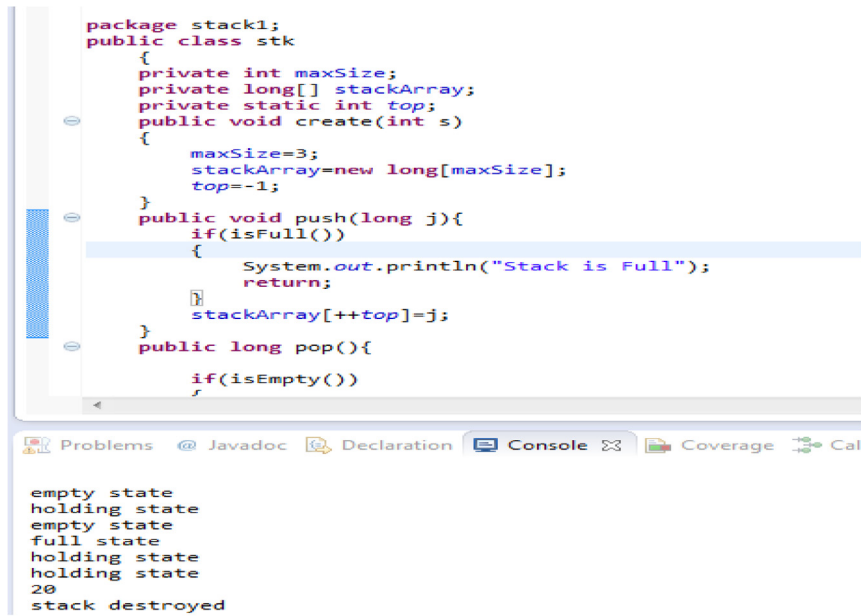 package stack1;
public class stk
{
private int maxSize;
private long[] stackArray;
private static int top;
public void create(int s)
{
maxSize=3;
stackArray=new long[maxSize];
top=-1;
}
public void push(long j){
if(isFull())
{
System.out.println("Stack is Full");
return;
}
stackArray[++top]=j;
}
public long pop(){
if(isEmpty())
{
Problems @ Javadoc Declaration Console Coverage Cal
empty state
holding state
empty state
full state
holding state
holding state
20
stack destroyed